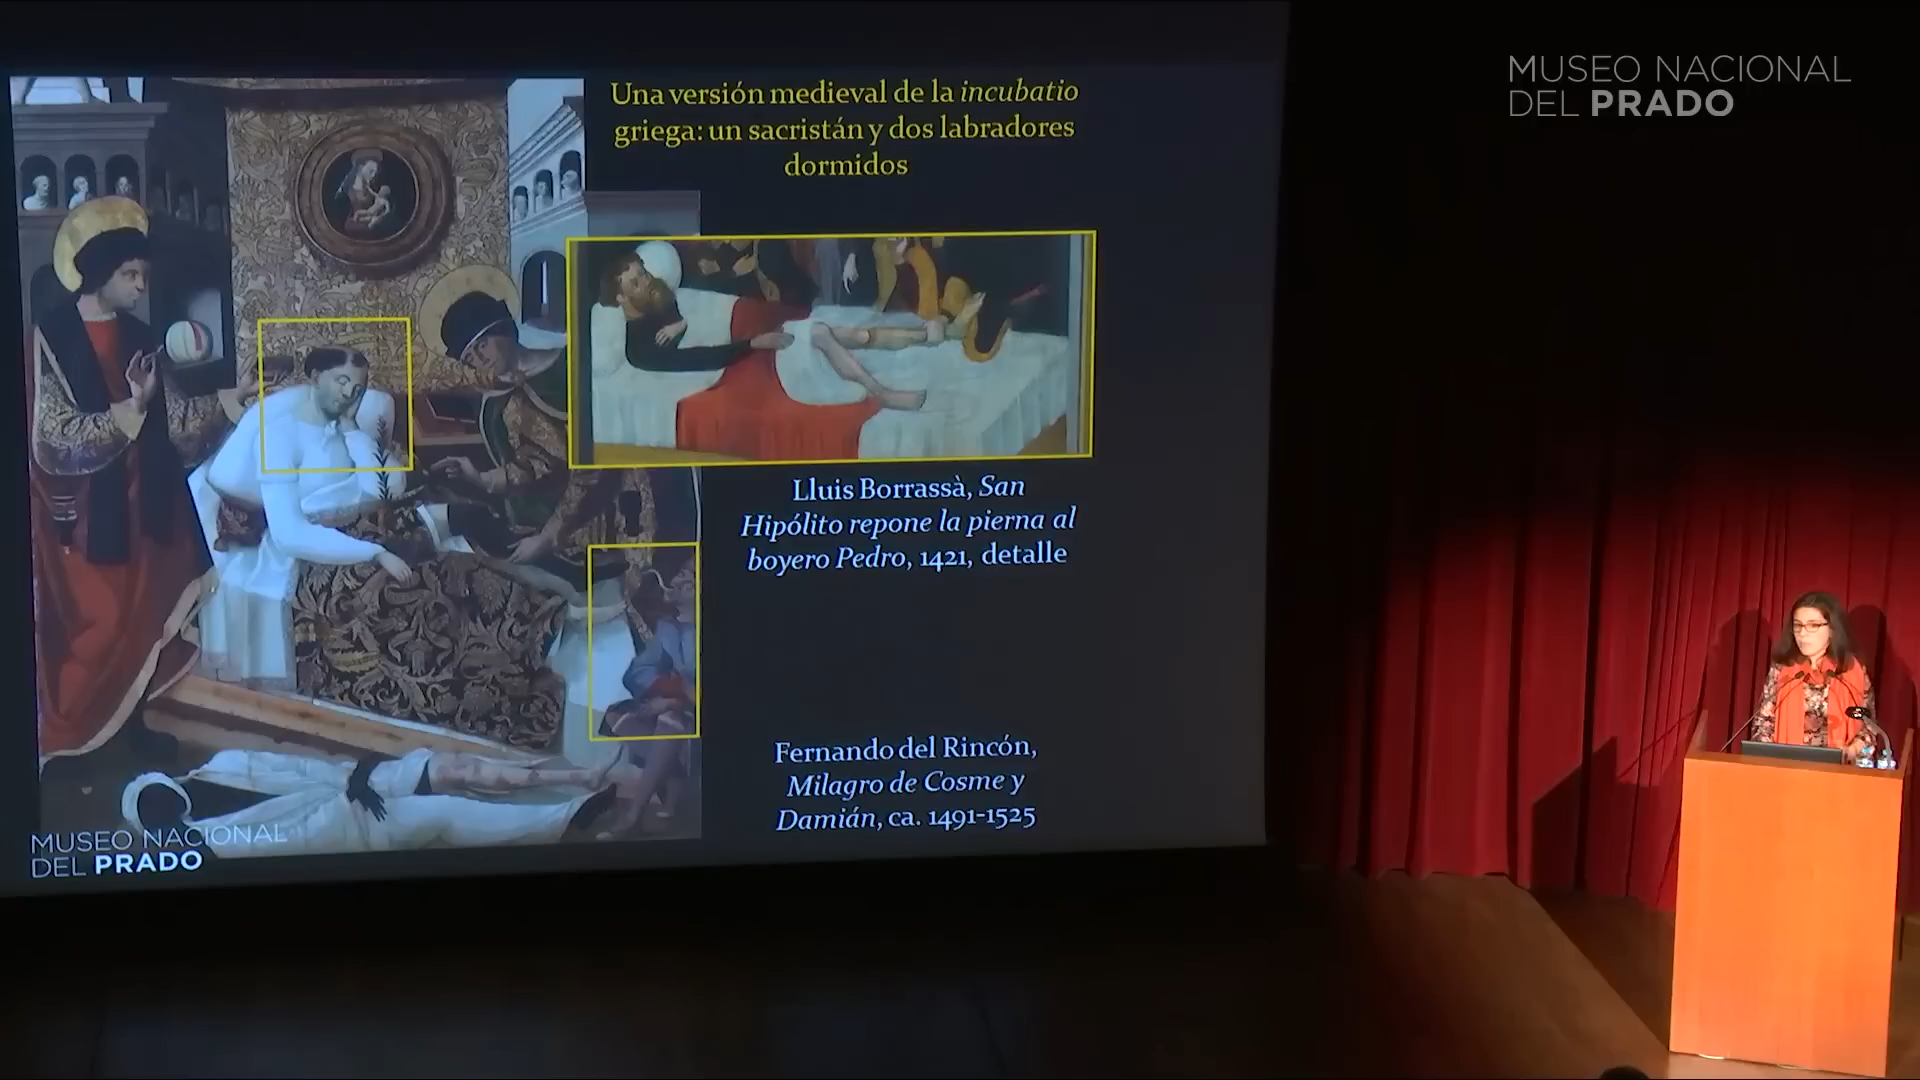 Una versión medieval de la incubatio
griega: un sacristán y dos labradores
dormidos
Lluis Borrassà, San
Hipólito repone la pierna al
boyero Pedro, 1421, detalle
Fernando del Rincón,
Milagro de Cosme y
Damián, ca. 1491-1525
MUSEO NACIONAL
DEL PRADO
MUSEO NACIONAL
DEL PRADO